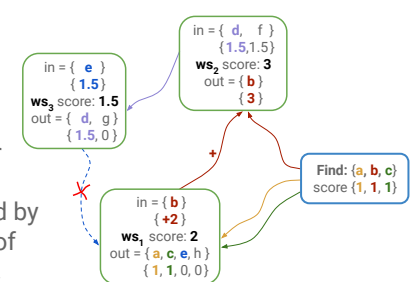 in = { d, f }
{1.5,1.5}
ws2 score: 3
out = { b }
{ 3 }
in = { e }
{ 1.5 }
ws3 score: 1.5
out = { d, g }
{ 1.5, 0 }
+
Find: {a, b, c}
score {1, 1, 1}
d by
of
in = { b }
{ +2 }
ws1 score: 2
out = { a, c, e, h }
{ 1, 1, 0, 0 }